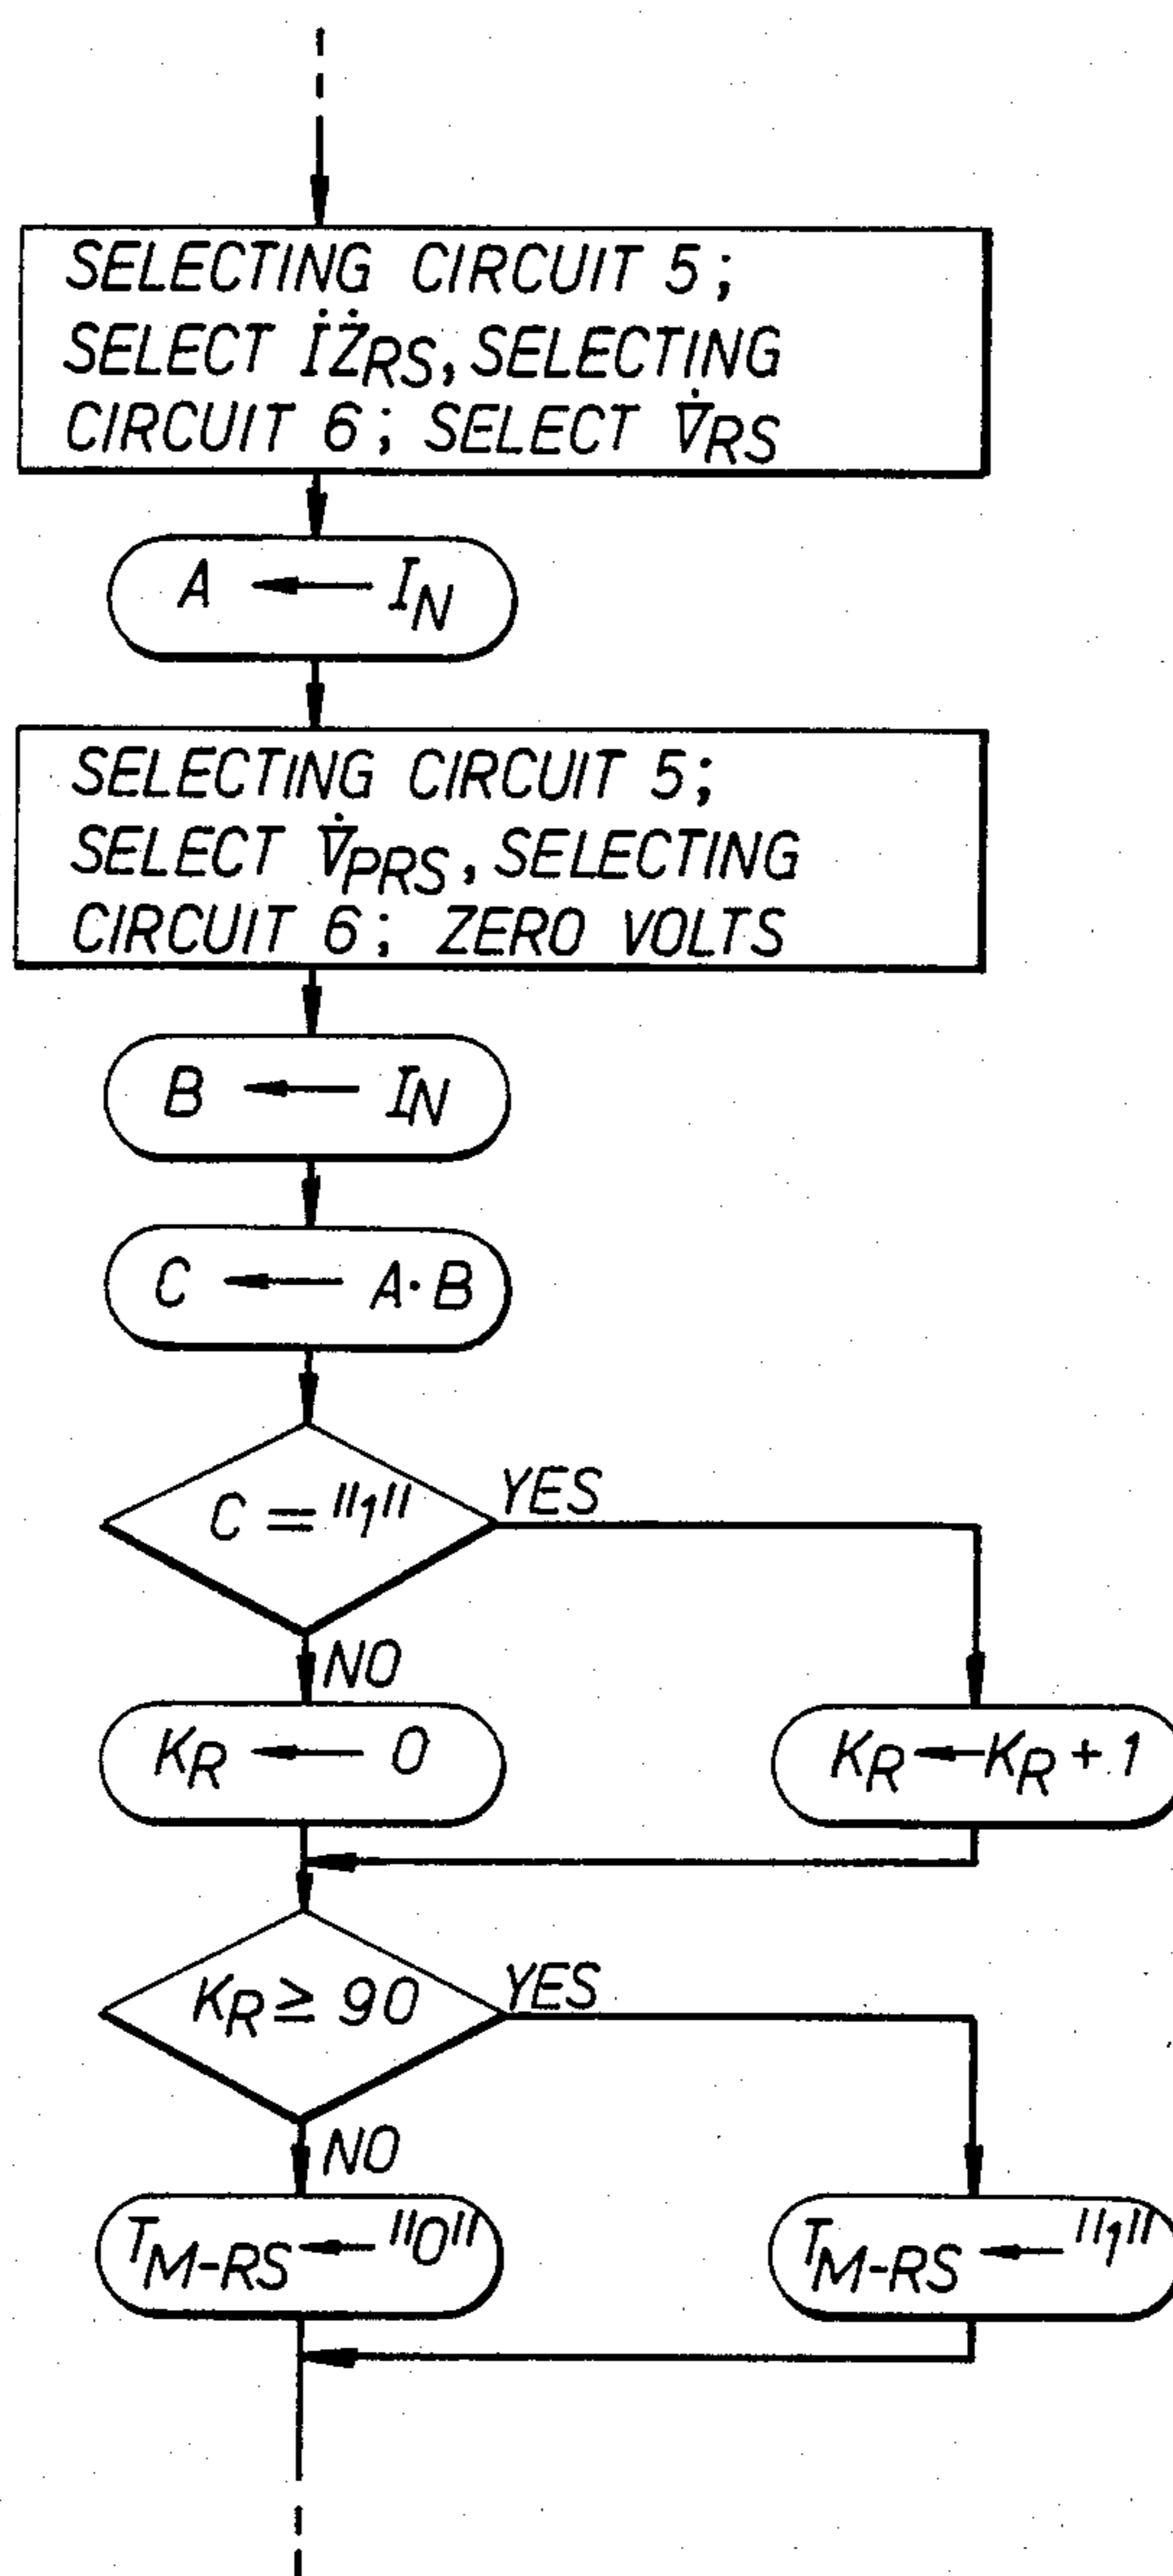 SELECTING CIRCUIT 5;
SELECT İŻRS, SELECTING
CIRCUIT 6; SELECT V̇RS
A ← IN
SELECTING CIRCUIT 5;
SELECT V̇PRS, SELECTING
CIRCUIT 6; ZERO VOLTS
B ← IN
C ← A·B
C = "1"
YES
NO
KR ← 0
KR ← KR + 1
KR ≥ 90
YES
NO
TM-RS ← "0"
TM-RS ← "1"